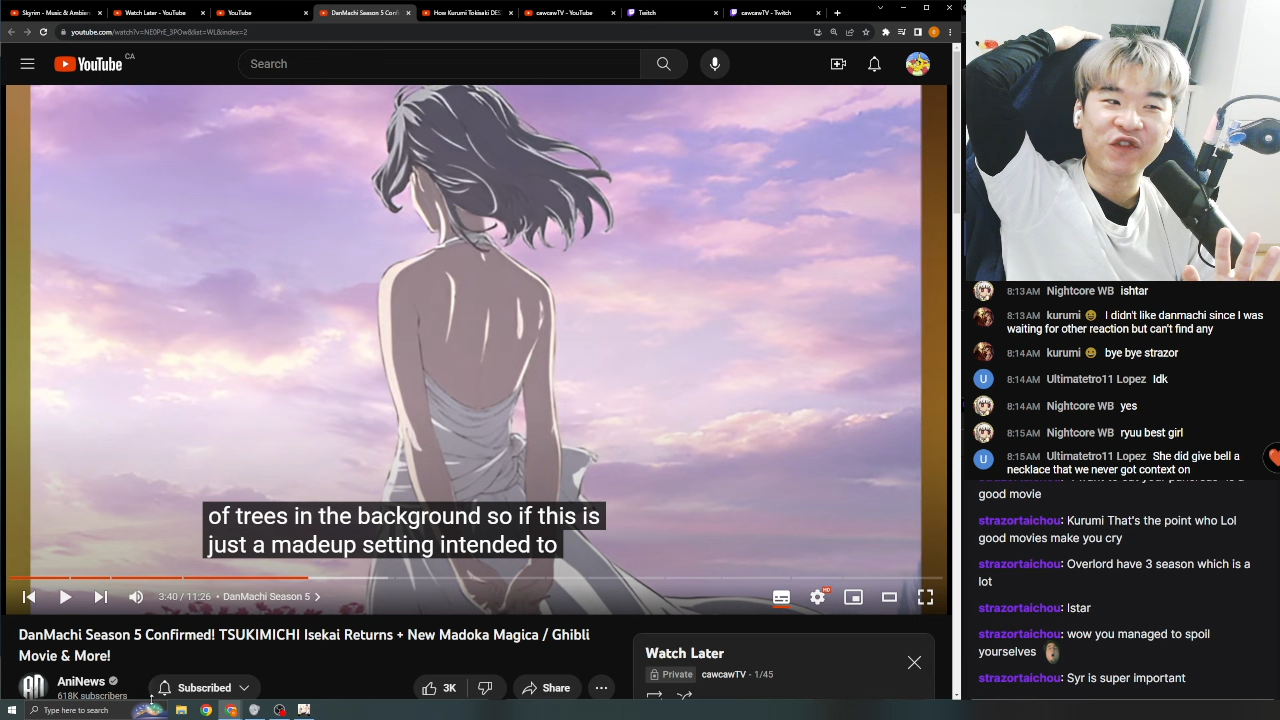 Skyrim - Music & Ambien
Watch Later - YouTube
YouTube
DanMachi Season 5 Conf
How Kurumi Tokisaki DES
cawcawTV - YouTube
Twitch
cawcawTV - Twitch
youtube.com/watch?v=NE0PrE_3POw&list=WL&index=2
YouTube CA
Search
of trees in the background so if this is
just a madeup setting intended to
3:40 / 11:26 • DanMachi Season 5
HD
DanMachi Season 5 Confirmed! TSUKIMICHI Isekai Returns + New Madoka Magica / Ghibli
Movie & More!
AniNews
618K subscribers
Subscribed
3K
Share
Watch Later
Private cawcawTV - 1/45
Type here to search
8:13AM Nightcore WB ishtar
8:13AM kurumi I didn't like danmachi since I was
waiting for other reaction but can't find any
8:14AM kurumi bye bye strazor
U 8:14AM Ultimatetro11 Lopez Idk
8:14AM Nightcore WB yes
8:15AM Nightcore WB ryuu best girl
U 8:15AM Ultimatetro11 Lopez She did give bell a
necklace that we never got context on
good movie
strazortaichou: Kurumi That's the point who Lol
good movies make you cry
strazortaichou: Overlord have 3 season which is a
lot
strazortaichou: Istar
strazortaichou: wow you managed to spoil
yourselves
strazortaichou: Syr is super important